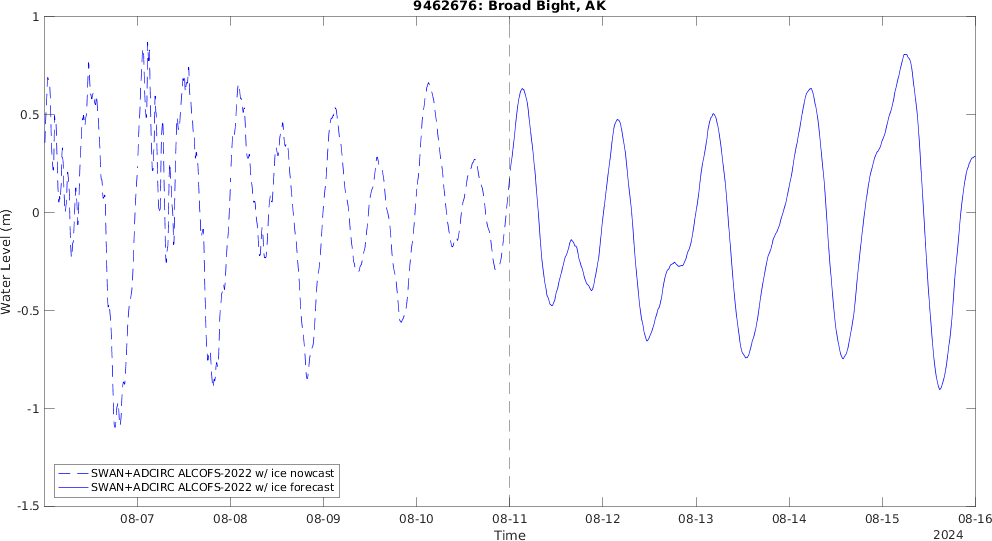 9462676: Broad Bight, AK
1
0.5
0
-0.5
-1
-1.5
Water Level (m)
SWAN+ADCIRC ALCOFS-2022 w/ ice nowcast
SWAN+ADCIRC ALCOFS-2022 w/ ice forecast
08-07 08-08 08-09 08-10 08-11 08-12 08-13 08-14 08-15 08-16
Time
2024